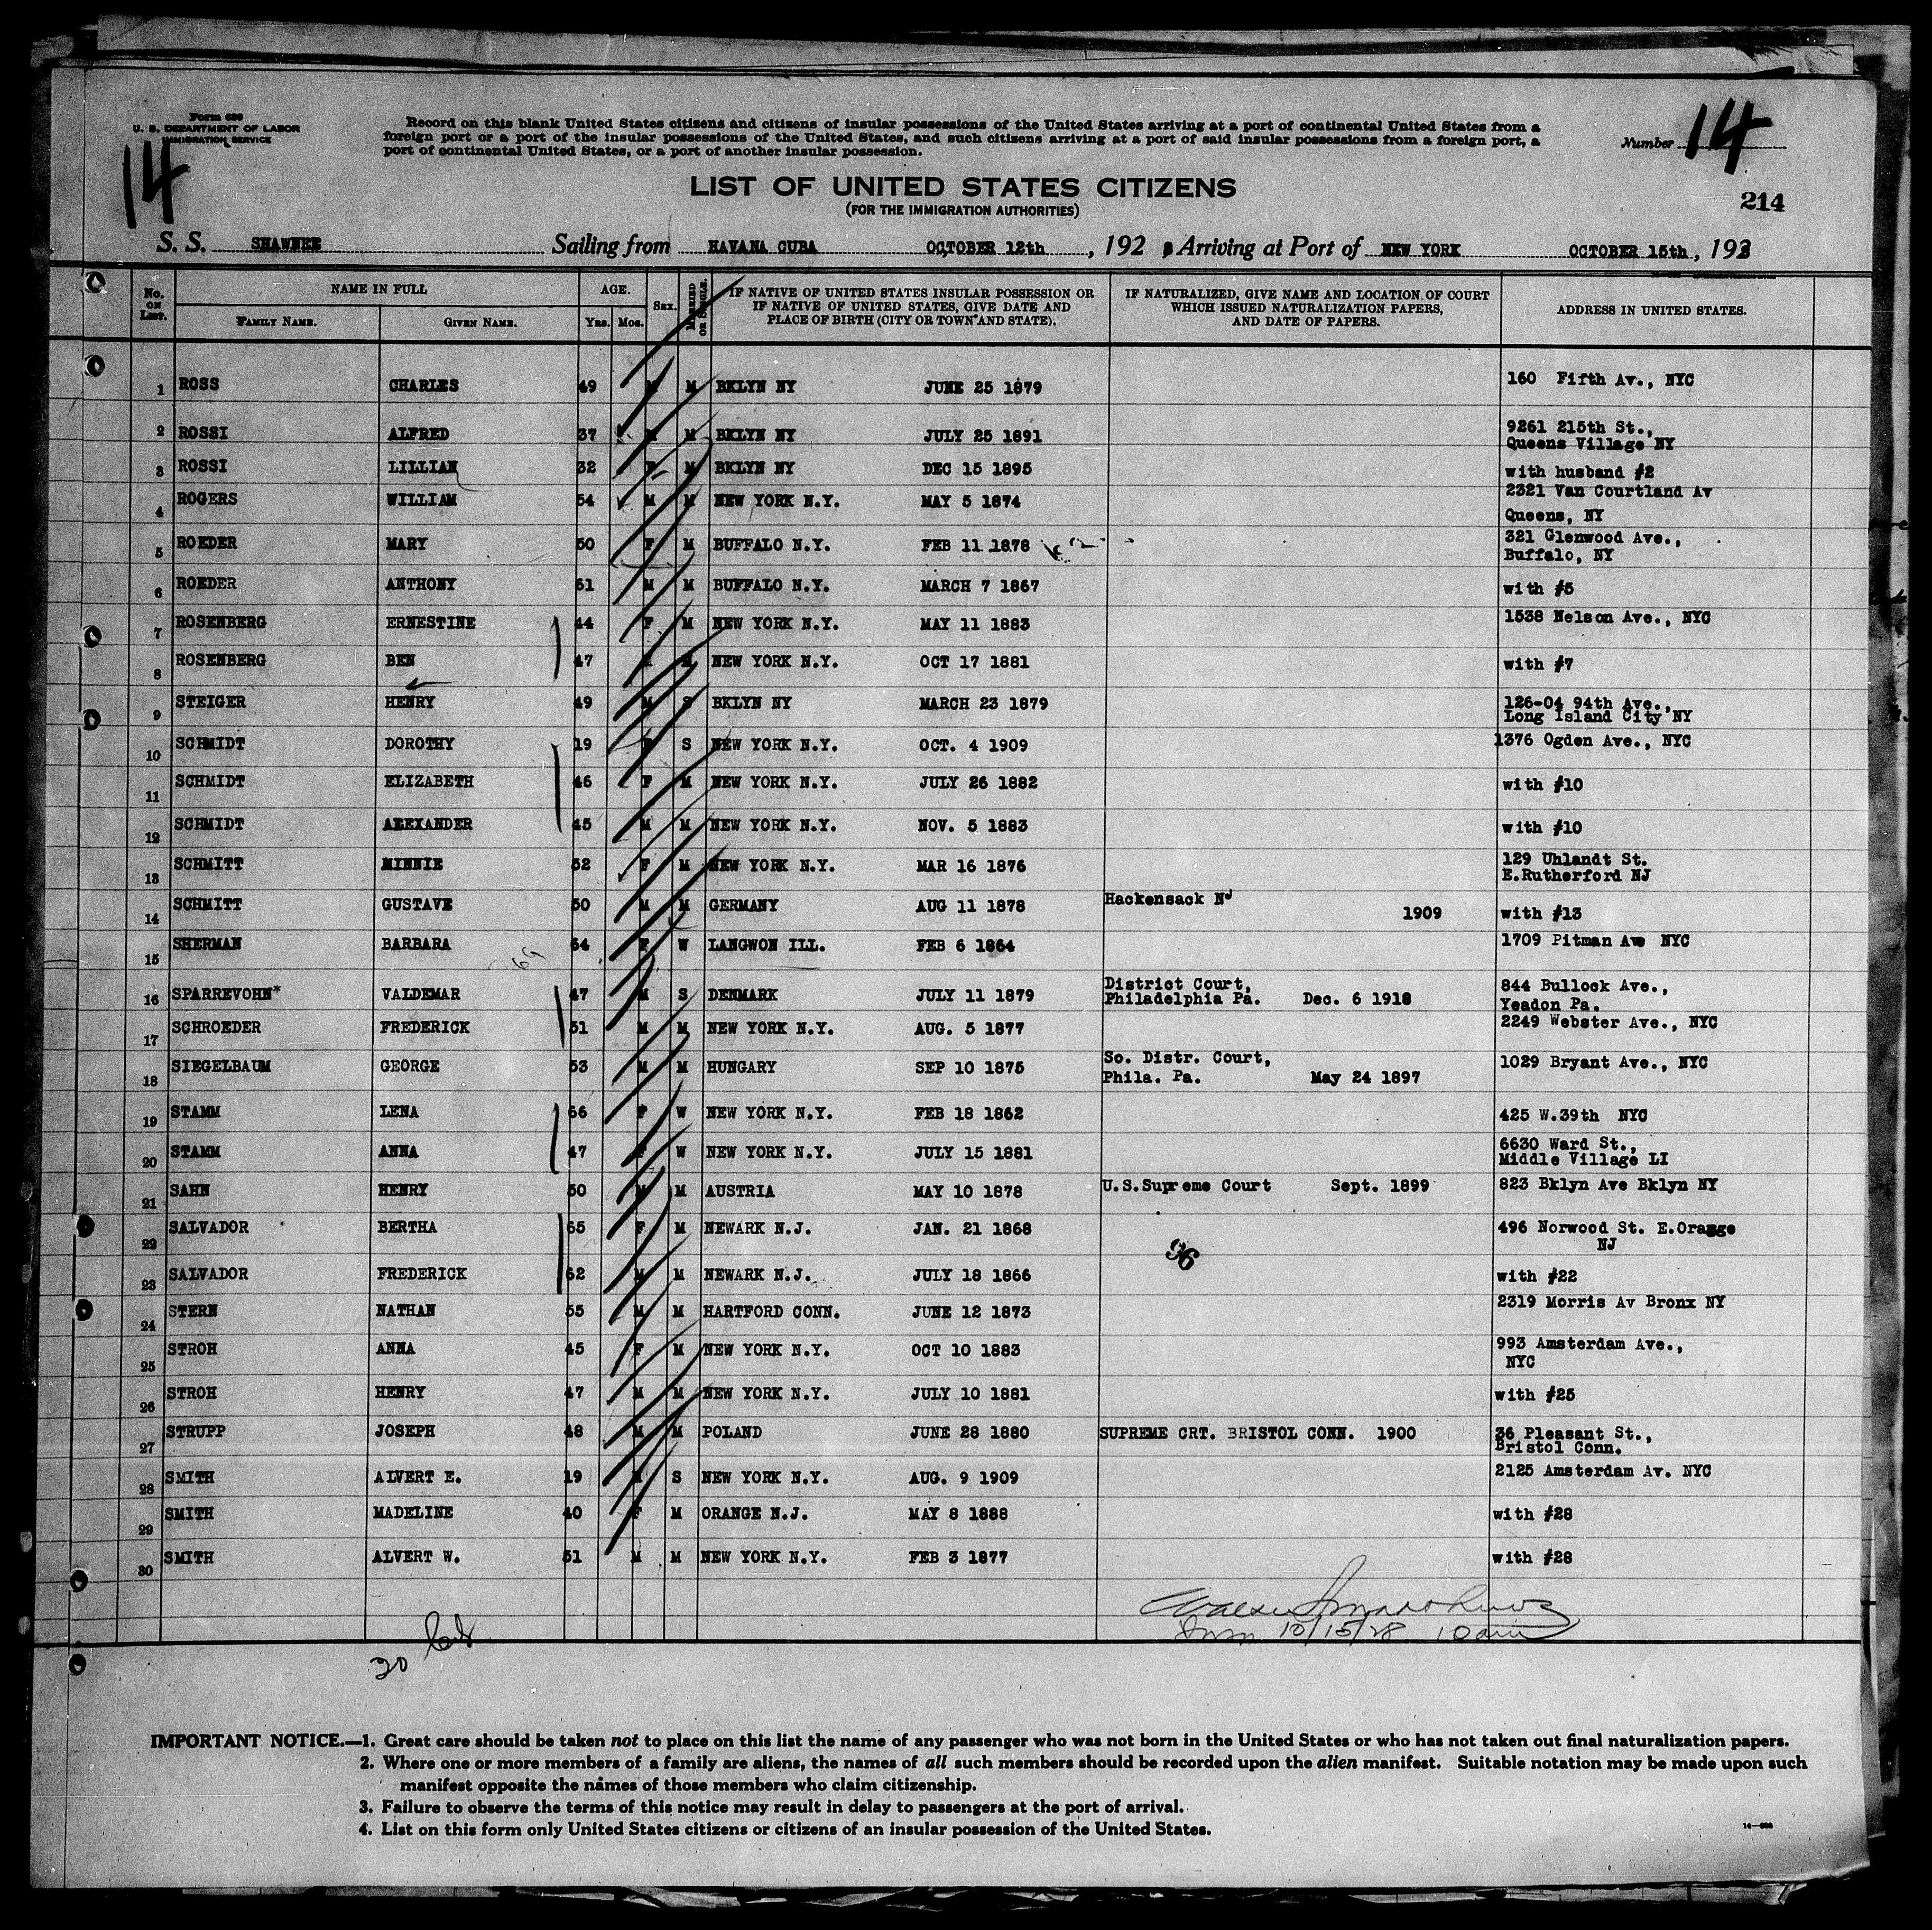 Form 630
U. S. DEPARTMENT OF LABOR
IMMIGRATION SERVICE
14
Record on this blank United States citizens and citizens of insular possessions of the United States arriving at a port of continental United States from a
foreign port or a port of the insular possessions of the United States, and such citizens arriving at a port of said insular possessions from a foreign port, a
port of continental United States, or a port of another insular possession.
Number 14
LIST OF UNITED STATES CITIZENS
(FOR THE IMMIGRATION AUTHORITIES)
214
S. S. SHAWNEE Sailing from HAVANA CUBA OCTOBER 12th, 192 Arriving at Port of NEW YORK OCTOBER 15th, 192
No. ON LIST. NAME IN FULL AGE. SEX. MARRIED OR SINGLE. IF NATIVE OF UNITED STATES INSULAR POSSESSION OR IF NATIVE OF UNITED STATES, GIVE DATE AND PLACE OF BIRTH (CITY OR TOWN AND STATE). IF NATURALIZED, GIVE NAME AND LOCATION OF COURT WHICH ISSUED NATURALIZATION PAPERS, AND DATE OF PAPERS. ADDRESS IN UNITED STATES.
FAMILY NAME. GIVEN NAME. Yrs. Mos.
1 ROSS CHARLES 49 M M BKLYN NY JUNE 25 1879 160 Fifth Av., NYC
2 ROSSI ALFRED 37 M M BKLYN NY JULY 25 1891 9261 215th St., Queens Village NY
3 ROSSI LILLIAN 32 F M BKLYN NY DEC 15 1895 with husband #2
4 ROGERS WILLIAM 54 M M NEW YORK N.Y. MAY 5 1874 2321 Van Courtland Av Queens, NY
5 ROEDER MARY 50 F M BUFFALO N.Y. FEB 11 1878 321 Glenwood Ave., Buffalo, NY
6 ROEDER ANTHONY 61 M M BUFFALO N.Y. MARCH 7 1867 with #5
7 ROSENBERG ERNESTINE 44 F M NEW YORK N.Y. MAY 11 1883 1538 Nelson Ave., NYC
8 ROSENBERG BEN 47 M M NEW YORK N.Y. OCT 17 1881 with #7
9 STEIGER HENRY 49 M S BKLYN NY MARCH 23 1879 126-04 94th Ave., Long Island City NY
10 SCHMIDT DOROTHY 19 F S NEW YORK N.Y. OCT. 4 1909 1376 Ogden Ave., NYC
11 SCHMIDT ELIZABETH 46 F M NEW YORK N.Y. JULY 26 1882 with #10
12 SCHMIDT ALEXANDER 45 M M NEW YORK N.Y. NOV. 5 1883 with #10
13 SCHMITT MINNIE 52 F M NEW YORK N.Y. MAR 16 1876 129 Uhlandt St. E.Rutherford NJ
14 SCHMITT GUSTAVE 50 M M GERMANY AUG 11 1878 Hackensack NJ 1909 with #13
15 SHERMAN BARBARA 64 F W LANGWON ILL. FEB 6 1864 1709 Pitman Ave NYC
16 SPARREVOHN* VALDEMAR 47 M S DENMARK JULY 11 1879 District Court, Philadelphia Pa. Dec. 6 1918 844 Bullock Ave., Yeadon Pa.
17 SCHROEDER FREDERICK 51 M M NEW YORK N.Y. AUG. 5 1877 2249 Webster Ave., NYC
18 SIEGELBAUM GEORGE 53 M M HUNGARY SEP 10 1875 So. Distr. Court, Phila. Pa. May 24 1897 1029 Bryant Ave., NYC
19 STAMM LENA 66 F W NEW YORK N.Y. FEB 18 1862 425 W.39th NYC
20 STAMM ANNA 47 F W NEW YORK N.Y. JULY 15 1881 6630 Ward St., Middle Village LI
21 SAHN HENRY 50 M M AUSTRIA MAY 10 1878 U.S.Supreme Court Sept. 1899 823 Bklyn Ave Bklyn NY
22 SALVADOR BERTHA 55 F M NEWARK N.J. JAN. 21 1868 496 Norwood St. E.Orange NJ
96
23 SALVADOR FREDERICK 62 M M NEWARK N.J. JULY 18 1866 with #22
24 STERN NATHAN 55 M M HARTFORD CONN. JUNE 12 1873 2319 Morris Av Bronx NY
25 STROH ANNA 45 F M NEW YORK N.Y. OCT 10 1883 993 Amsterdam Ave., NYC
26 STROH HENRY 47 M M NEW YORK N.Y. JULY 10 1881 with #25
27 STRUPP JOSEPH 48 M M POLAND JUNE 28 1880 SUPREME CRT. BRISTOL CONN. 1900 36 Pleasant St., Bristol Conn.
28 SMITH ALVERT E. 19 M S NEW YORK N.Y. AUG. 9 1909 2125 Amsterdam Av. NYC
29 SMITH MADELINE 40 F M ORANGE N.J. MAY 8 1888 with #28
30 SMITH ALVERT W. 51 M M NEW YORK N.Y. FEB 3 1877 with #28
10/15/28 10am
30
IMPORTANT NOTICE.—1. Great care should be taken not to place on this list the name of any passenger who was not born in the United States or who has not taken out final naturalization papers.
2. Where one or more members of a family are aliens, the names of all such members should be recorded upon the alien manifest. Suitable notation may be made upon such
manifest opposite the names of those members who claim citizenship.
3. Failure to observe the terms of this notice may result in delay to passengers at the port of arrival.
4. List on this form only United States citizens or citizens of an insular possession of the United States.